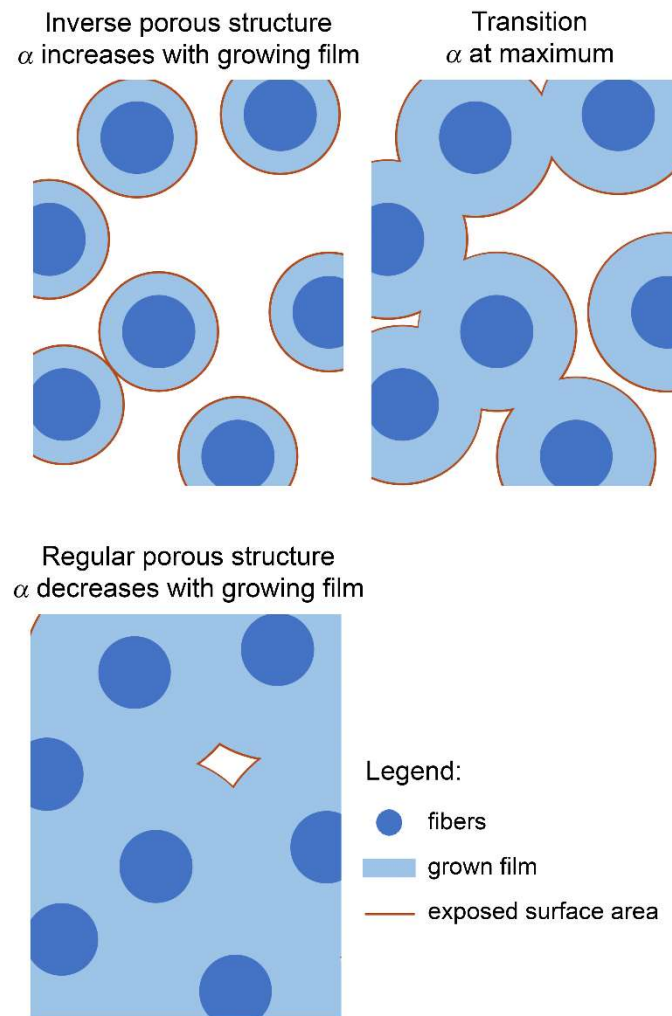 Inverse porous structure
α increases with growing film
Transition
α at maximum
Regular porous structure
α decreases with growing film
Legend:
fibers
grown film
exposed surface area